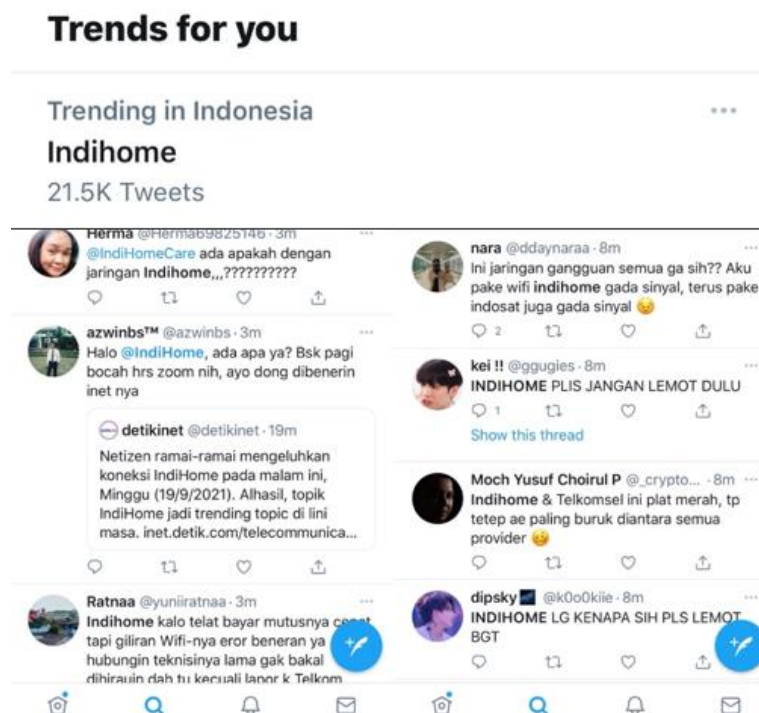 Trends for you
Trending in Indonesia
Indihome
21.5K Tweets
Herma @Herma69825146 · 3m
@IndiHomeCare ada apakah dengan
jaringan Indihome,,,??????????
azwinbs™ @azwinbs · 3m
Halo @IndiHome, ada apa ya? Bsk pagi
bocah hrs zoom nih, ayo dong dibenerin
inet nya
detikinet @detikinet · 19m
Netizen ramai-ramai mengeluhkan
koneksi IndiHome pada malam ini,
Minggu (19/9/2021). Alhasil, topik
IndiHome jadi trending topic di lini
masa. inet.detik.com/telecommunica...
Ratnaa @yuniiratnaa · 3m
Indihome kalo telat bayar mutusnya cepat
tapi giliran Wifi-nya eror beneran ya
hubungin teknisinya lama gak bakal
dihirauin dah tu kecuali lapor k Telkom
nara @ddaynaraa · 8m
Ini jaringan gangguan semua ga sih?? Aku
pake wifi indihome gada sinyal, terus pake
indosat juga gada sinyal 😣
2
kei !! @ggugies · 8m
INDIHOME PLIS JANGAN LEMOT DULU
1
Show this thread
Moch Yusuf Choirul P @_crypto... · 8m
Indihome & Telkomsel ini plat merah, tp
tetep ae paling buruk diantara semua
provider 🥴
dipsky🌌 @k0o0kiie · 8m
INDIHOME LG KENAPA SIH PLS LEMOT
BGT